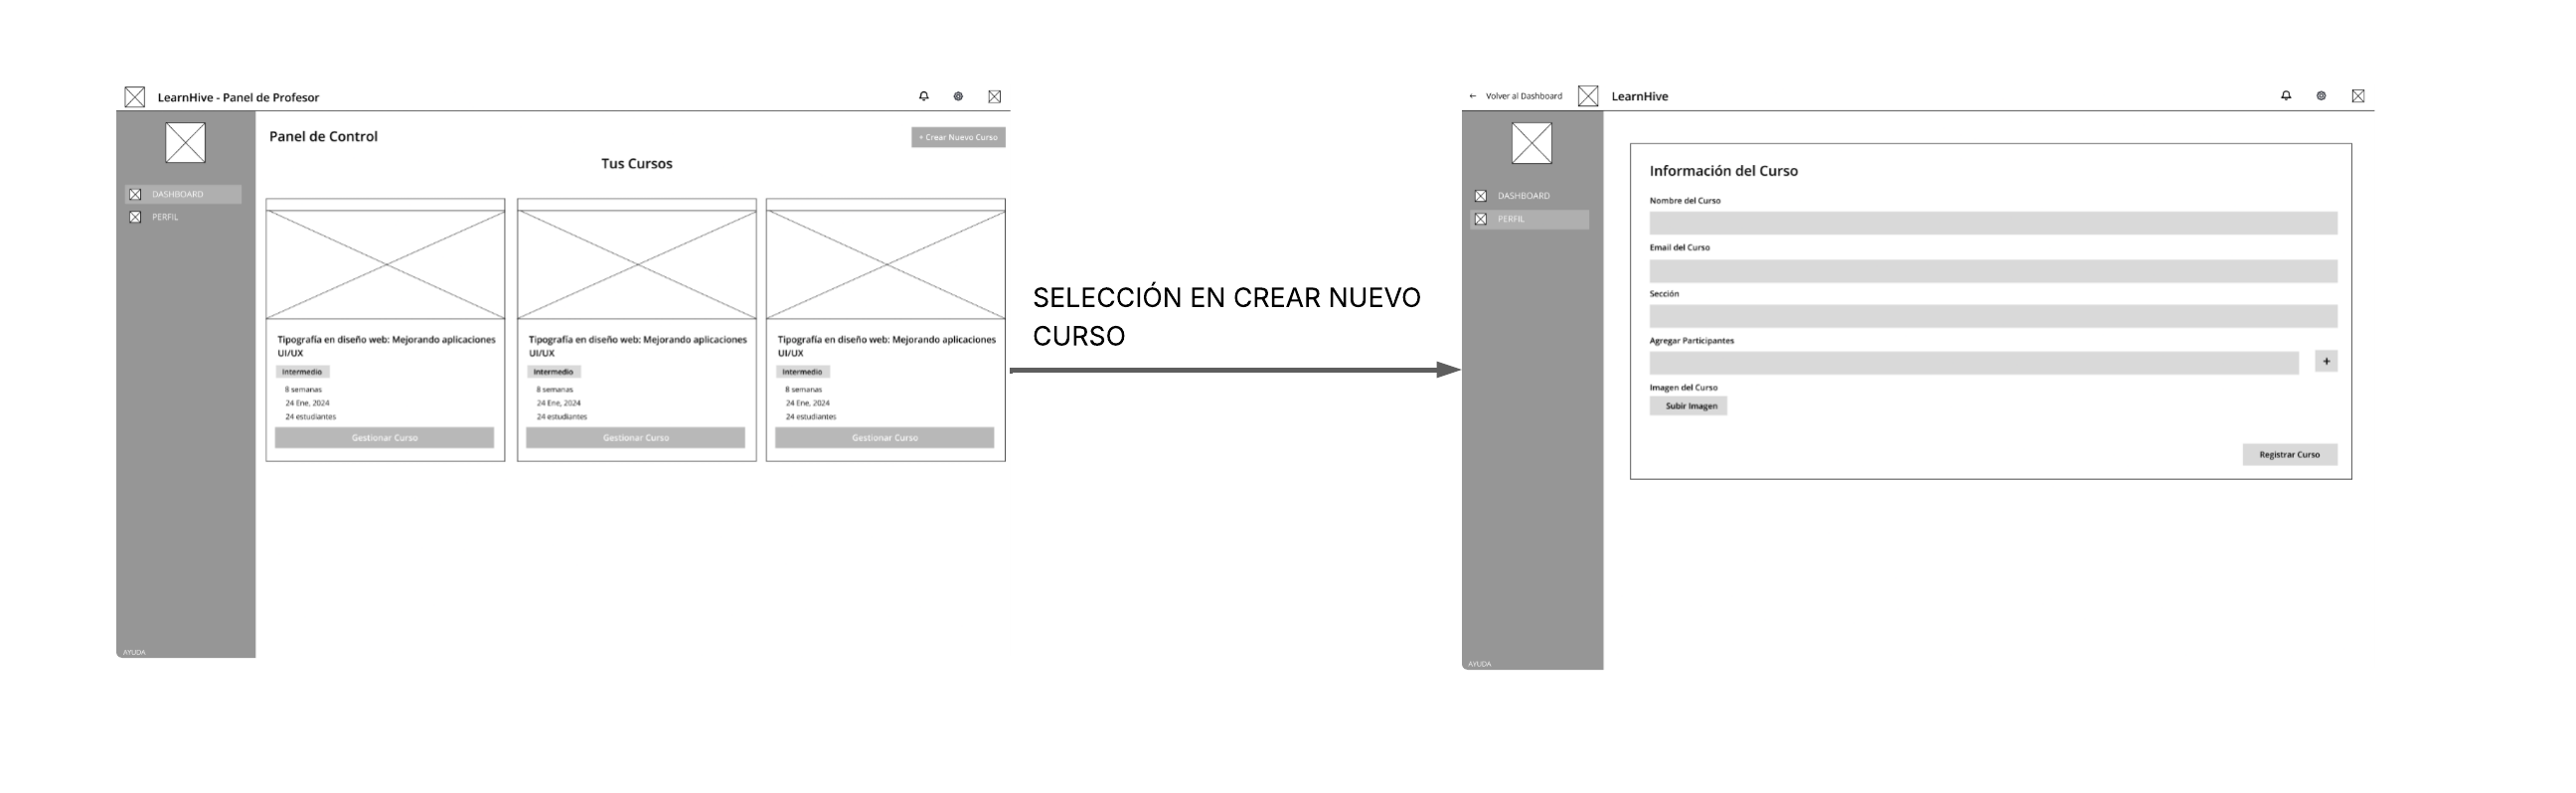 LearnHive - Panel de Profesor
DASHBOARD
PERFIL
AYUDA
Panel de Control
+ Crear Nuevo Curso
Tus Cursos
Tipografía en diseño web: Mejorando aplicaciones
UI/UX
Intermedio
8 semanas
24 Ene, 2024
24 estudiantes
Gestionar Curso
Tipografía en diseño web: Mejorando aplicaciones
UI/UX
Intermedio
8 semanas
24 Ene, 2024
24 estudiantes
Gestionar Curso
Tipografía en diseño web: Mejorando aplicaciones
UI/UX
Intermedio
8 semanas
24 Ene, 2024
24 estudiantes
Gestionar Curso
SELECCIÓN EN CREAR NUEVO
CURSO
← Volver al Dashboard
LearnHive
DASHBOARD
PERFIL
AYUDA
Información del Curso
Nombre del Curso
Email del Curso
Sección
Agregar Participantes
+
Imagen del Curso
Subir Imagen
Registrar Curso